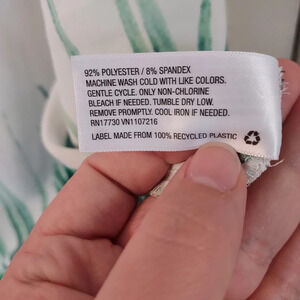 92% POLYESTER / 8% SPANDEX
MACHINE WASH COLD WITH LIKE COLORS.
GENTLE CYCLE. ONLY NON-CHLORINE
BLEACH IF NEEDED. TUMBLE DRY LOW.
REMOVE PROMPTLY. COOL IRON IF NEEDED.
RN17730 VN1107216
LABEL MADE FROM 100% RECYCLED PLASTIC